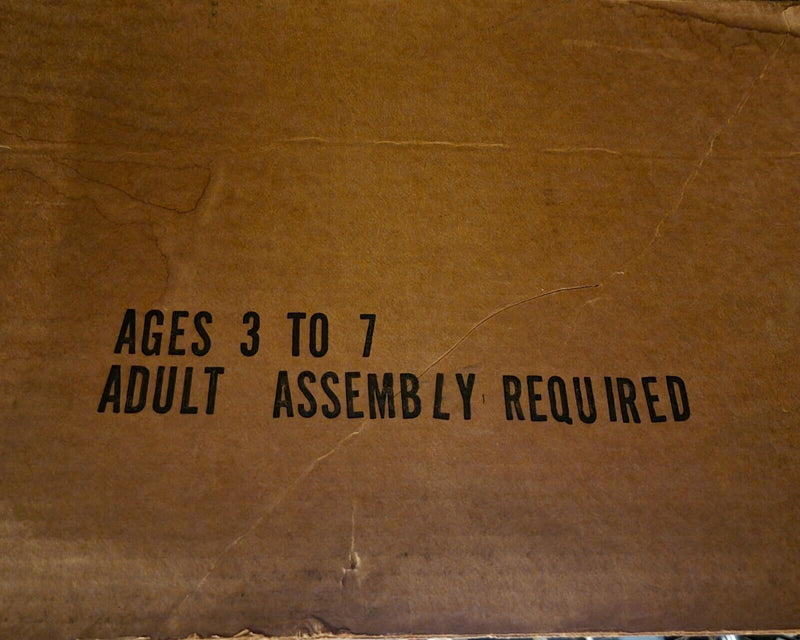 AGES 3 TO 7
ADULT ASSEMBLY REQUIRED